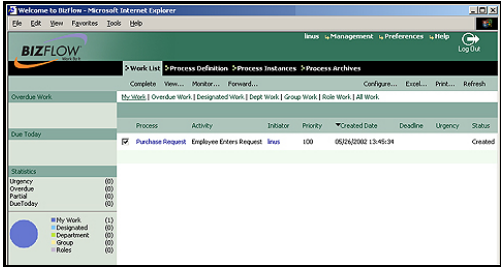 Welcome to BizFlow - Microsoft Internet Explorer
File Edit View Favorites Tools Help
linus Management Preferences Help
Log Out
BIZFLOW
Work List Process Definition Process Instances Process Archives
Complete View... Monitor... Forward... Configure... Excel... Print... Refresh
Overdue Work
My Work | Overdue Work | Designated Work | Dept Work | Group Work | Role Work | All Work
Process Activity Initiator Priority Created Date Deadline Urgency Status
Due Today
Purchase Request Employee Enters Request linus 100 05/26/2002 13:45:34 Created
Statistics
Urgency (0)
Overdue (0)
Partial (0)
DueToday (0)
My Work (1)
Designated (0)
Department (0)
Group (0)
Roles (0)